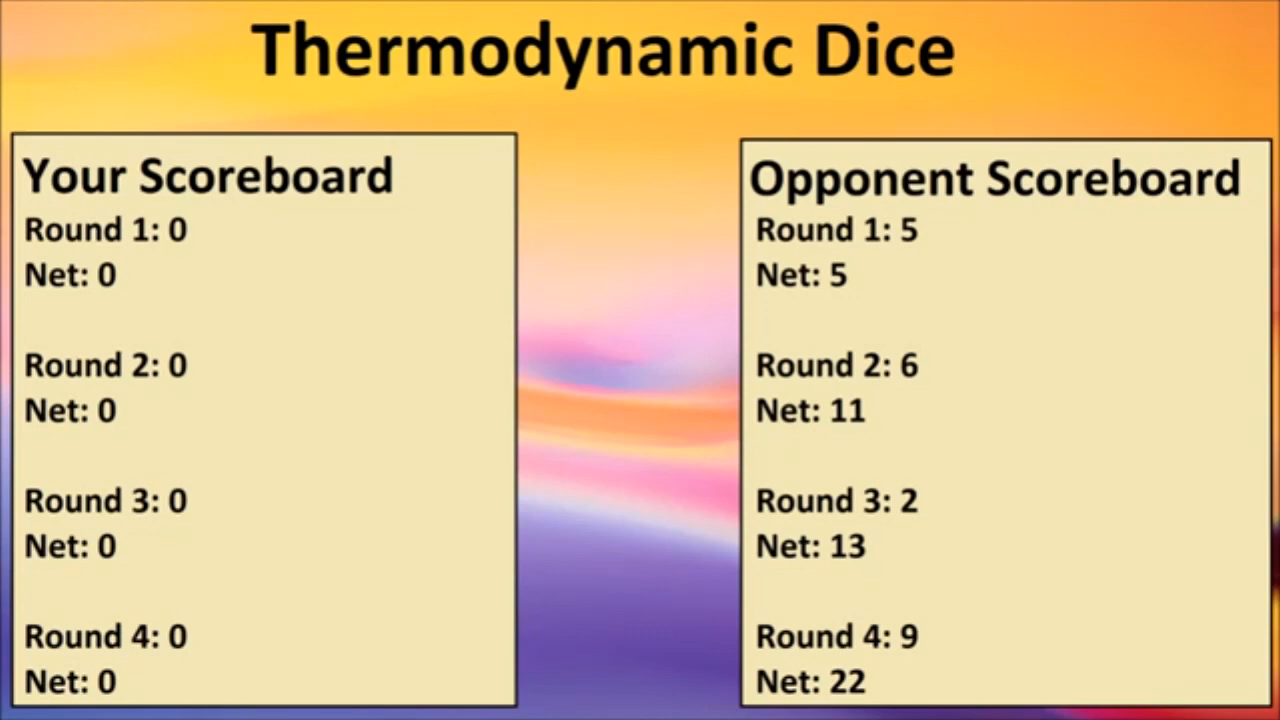 Thermodynamic Dice
Your Scoreboard
Round 1: 0
Net: 0
Round 2: 0
Net: 0
Round 3: 0
Net: 0
Round 4: 0
Net: 0
Opponent Scoreboard
Round 1: 5
Net: 5
Round 2: 6
Net: 11
Round 3: 2
Net: 13
Round 4: 9
Net: 22